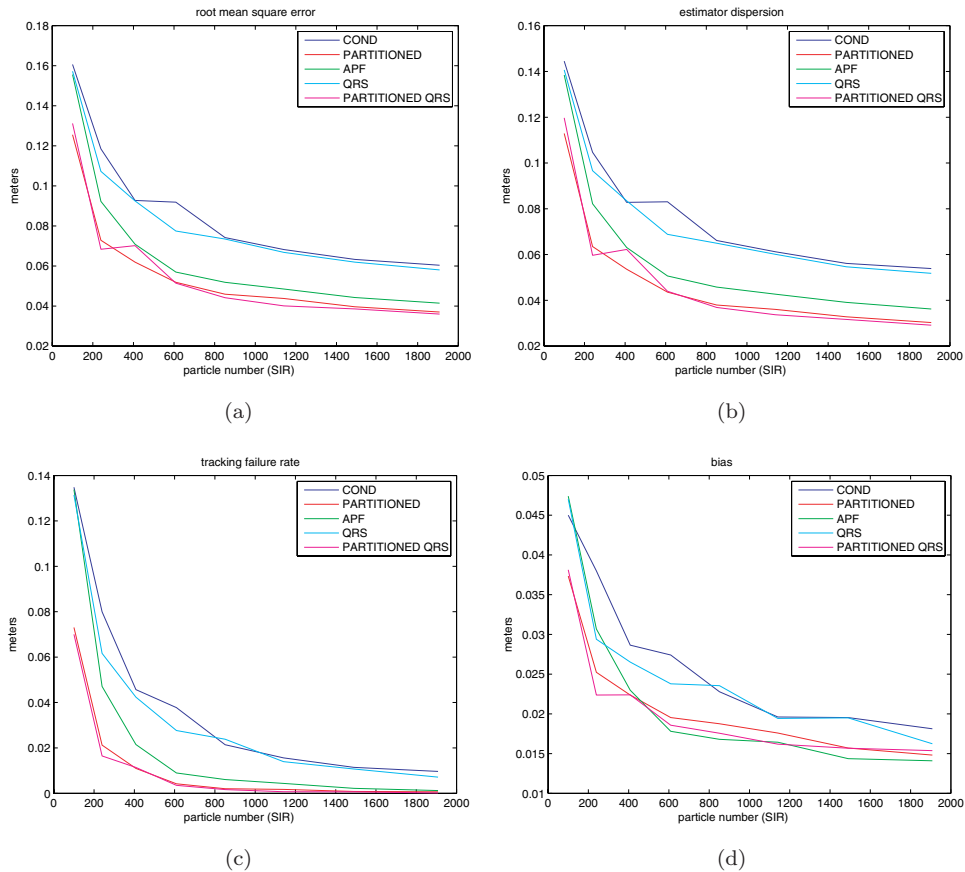 root mean square error
0.18
0.16
0.14
0.12
0.1
0.08
0.06
0.04
0.02
meters
COND
PARTITIONED
APF
QRS
PARTITIONED QRS
0 200 400 600 800 1000 1200 1400 1600 1800 2000
particle number (SIR)
(a)
estimator dispersion
0.16
0.14
0.12
0.1
0.08
0.06
0.04
0.02
meters
COND
PARTITIONED
APF
QRS
PARTITIONED QRS
0 200 400 600 800 1000 1200 1400 1600 1800 2000
particle number (SIR)
(b)
tracking failure rate
0.14
0.12
0.1
0.08
0.06
0.04
0.02
0
meters
COND
PARTITIONED
APF
QRS
PARTITIONED QRS
0 200 400 600 800 1000 1200 1400 1600 1800 2000
particle number (SIR)
(c)
bias
0.05
0.045
0.04
0.035
0.03
0.025
0.02
0.015
0.01
meters
COND
PARTITIONED
APF
QRS
PARTITIONED QRS
0 200 400 600 800 1000 1200 1400 1600 1800 2000
particle number (SIR)
(d)